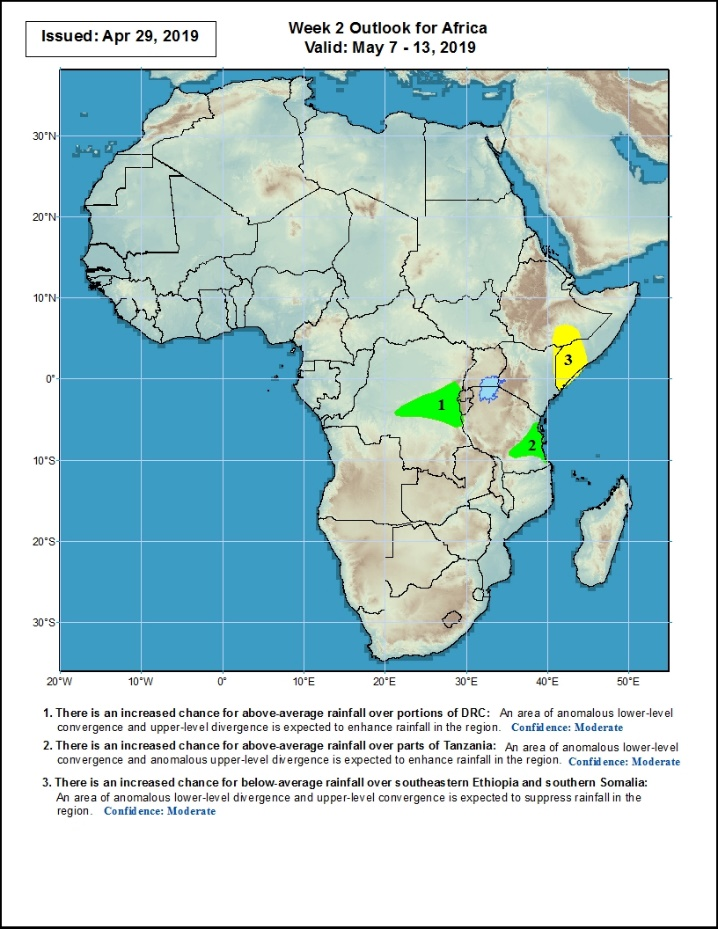 Issued: Apr 29, 2019
Week 2 Outlook for Africa
Valid: May 7 - 13, 2019
30°N
20°N
10°N
0°
10°S
20°S
30°S
1
2
3
20°W 10°W 0° 10°E 20°E 30°E 40°E 50°E
1. There is an increased chance for above-average rainfall over portions of DRC: An area of anomalous lower-level
convergence and upper-level divergence is expected to enhance rainfall in the region. Confidence: Moderate
2. There is an increased chance for above-average rainfall over parts of Tanzania: An area of anomalous lower-level
convergence and anomalous upper-level divergence is expected to enhance rainfall in the region. Confidence: Moderate
3. There is an increased chance for below-average rainfall over southeastern Ethiopia and southern Somalia:
An area of anomalous lower-level divergence and upper-level convergence is expected to suppress rainfall in the
region. Confidence: Moderate